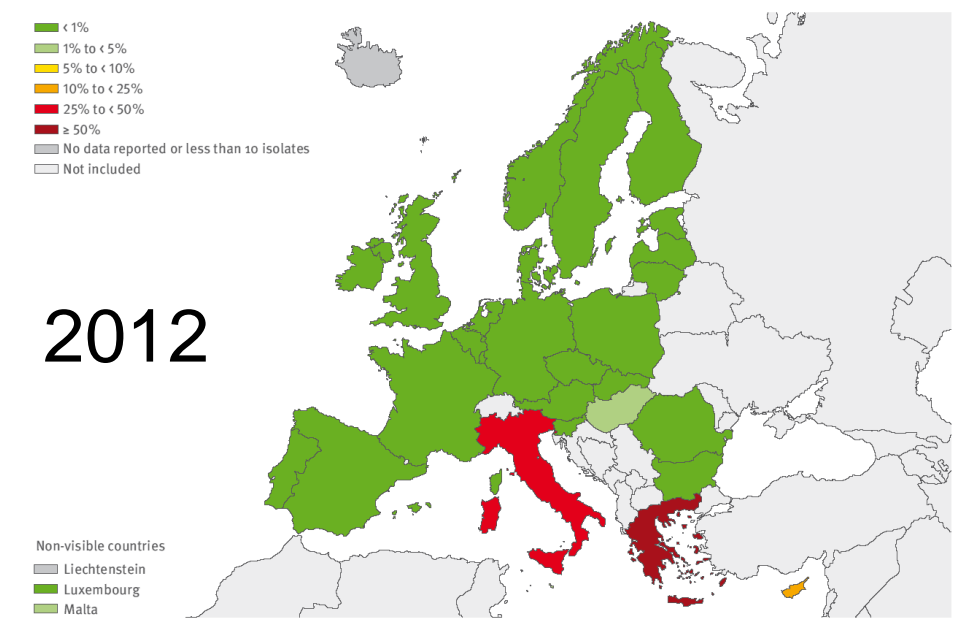 < 1%
1% to < 5%
5% to < 10%
10% to < 25%
25% to < 50%
≥ 50%
No data reported or less than 10 isolates
Not included
2012
Non-visible countries
Liechtenstein
Luxembourg
Malta